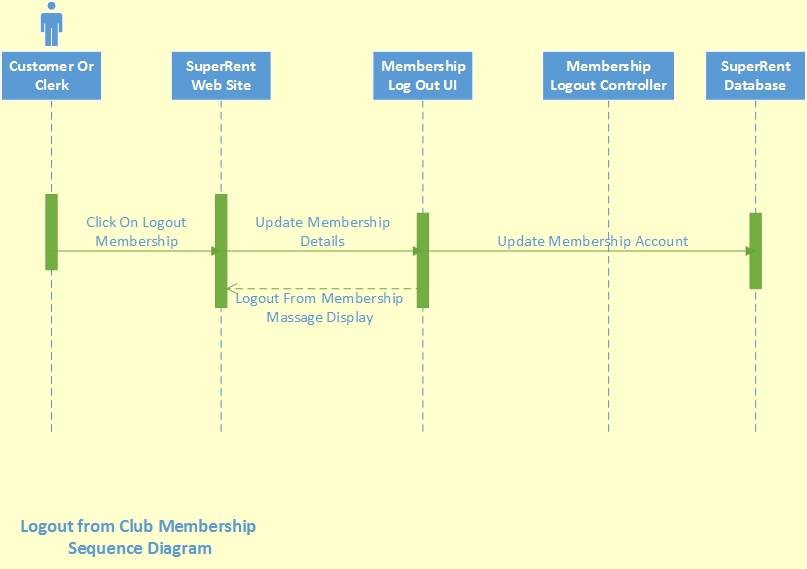 Customer Or
Clerk
SuperRent
Web Site
Membership
Log Out UI
Membership
Logout Controller
SuperRent
Database
Click On Logout
Membership
Update Membership
Details
Update Membership Account
Logout From Membership
Massage Display
Logout from Club Membership
Sequence Diagram